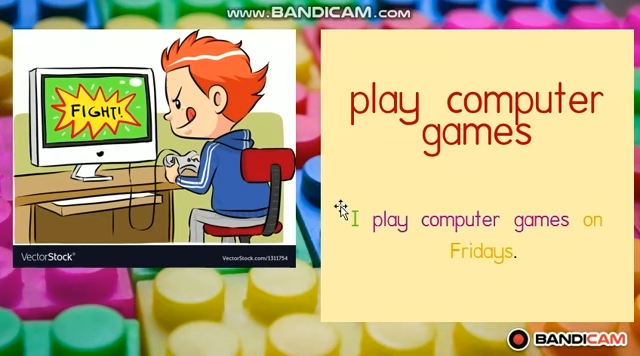 www.BANDICAM.com
FIGHT!
VectorStock®
VectorStock.com/1311754
play computer
games
I play computer games on
Fridays.
BANDICAM